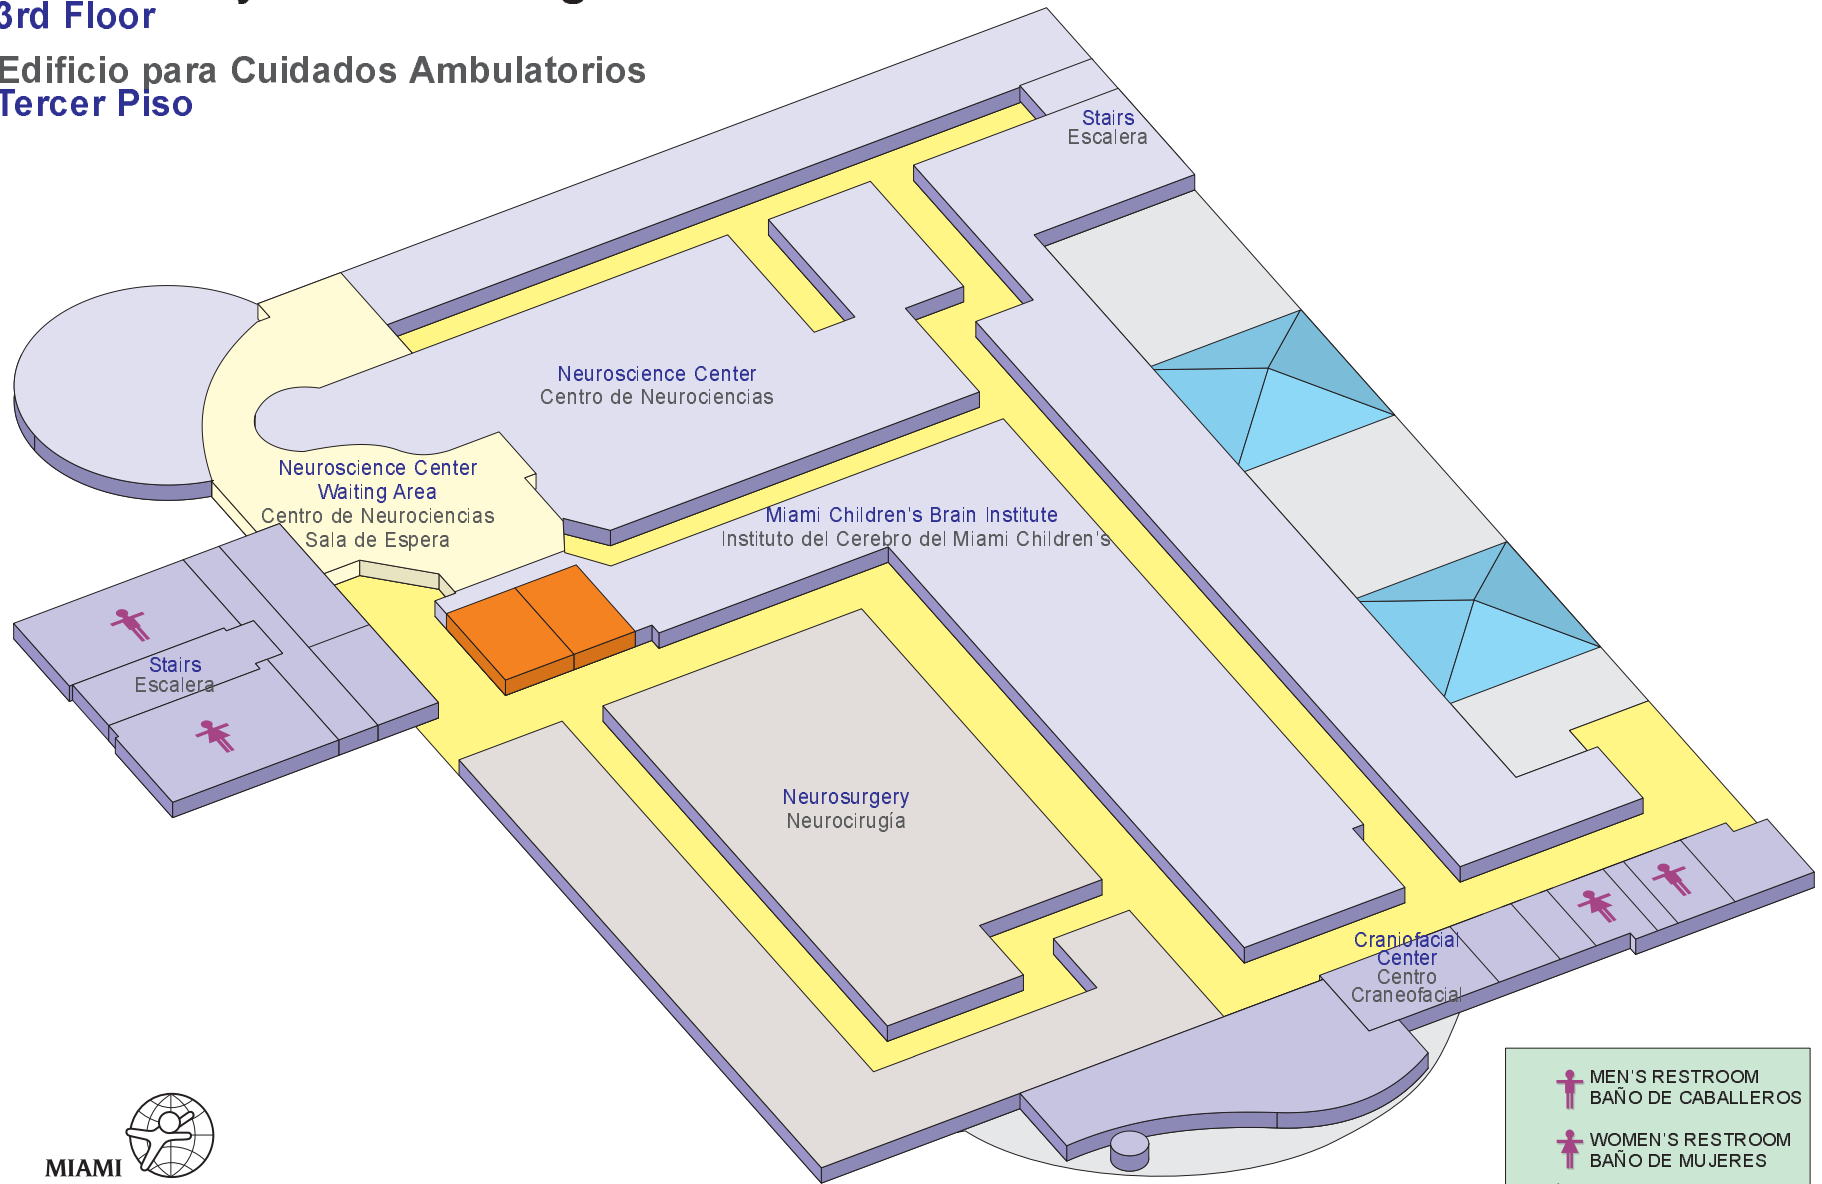 3rd Floor
Edificio para Cuidados Ambulatorios
Tercer Piso
Stairs
Escalera
Neuroscience Center
Centro de Neurociencias
Neuroscience Center
Waiting Area
Centro de Neurociencias
Sala de Espera
Miami Children's Brain Institute
Instituto del Cerebro del Miami Children's
Stairs
Escalera
Neurosurgery
Neurocirugía
Craniofacial
Center
Centro
Craneofacial
MEN'S RESTROOM
BAÑO DE CABALLEROS
WOMEN'S RESTROOM
BAÑO DE MUJERES
MIAMI